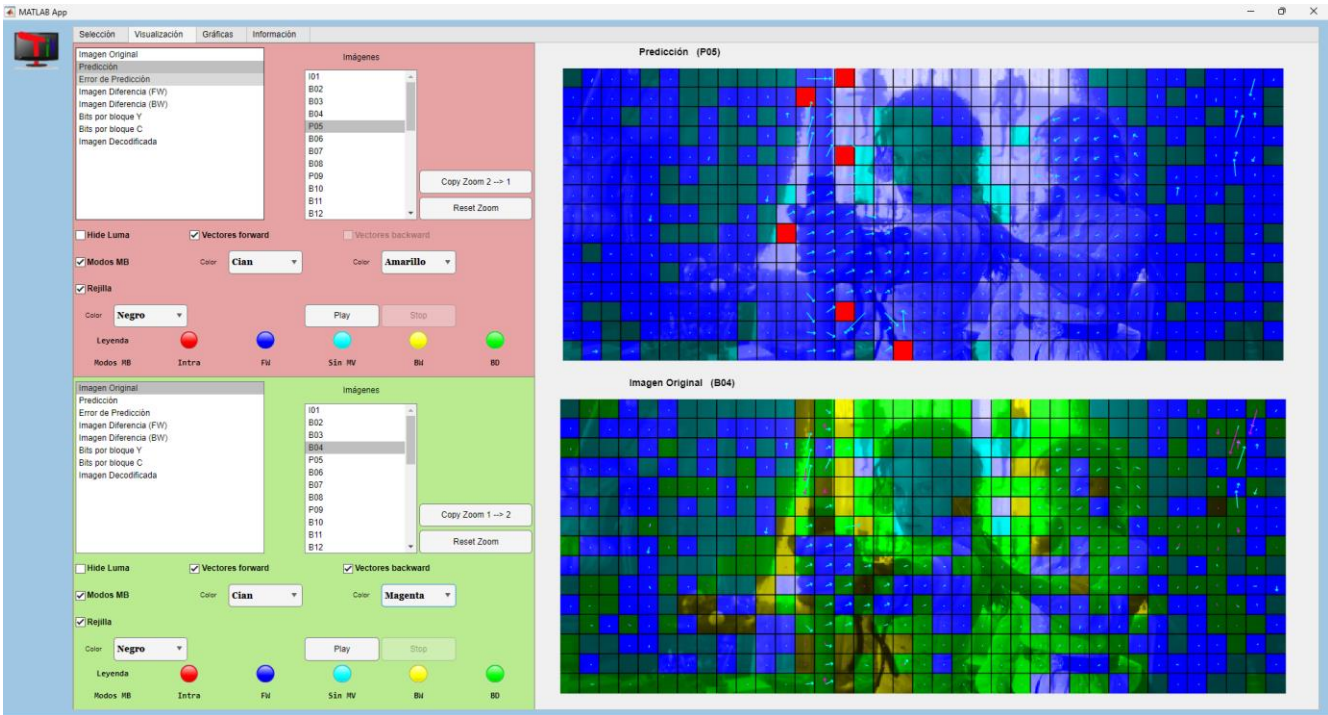 MATLAB App
Selección Visualización Gráficas Información
Imagen Original
Predicción
Error de Predicción
Imagen Diferencia (FW)
Imagen Diferencia (BW)
Bits por bloque Y
Bits por bloque C
Imagen Decodificada
Imágenes
I01
B02
B03
B04
P05
B06
B07
B08
P09
B10
B11
B12
Copy Zoom 2 --> 1
Reset Zoom
Hide Luma Vectores forward Vectores backward
Modos MB Color Cian Color Amarillo
Rejilla
Color Negro Play Stop
Leyenda
Modos MB Intra FW Sin MV BW BD
Imagen Original
Predicción
Error de Predicción
Imagen Diferencia (FW)
Imagen Diferencia (BW)
Bits por bloque Y
Bits por bloque C
Imagen Decodificada
Imágenes
I01
B02
B03
B04
P05
B06
B07
B08
P09
B10
B11
B12
Copy Zoom 1 --> 2
Reset Zoom
Hide Luma Vectores forward Vectores backward
Modos MB Color Cian Color Magenta
Rejilla
Color Negro Play Stop
Leyenda
Modos MB Intra FW Sin MV BW BD
Predicción (P05)
Imagen Original (B04)